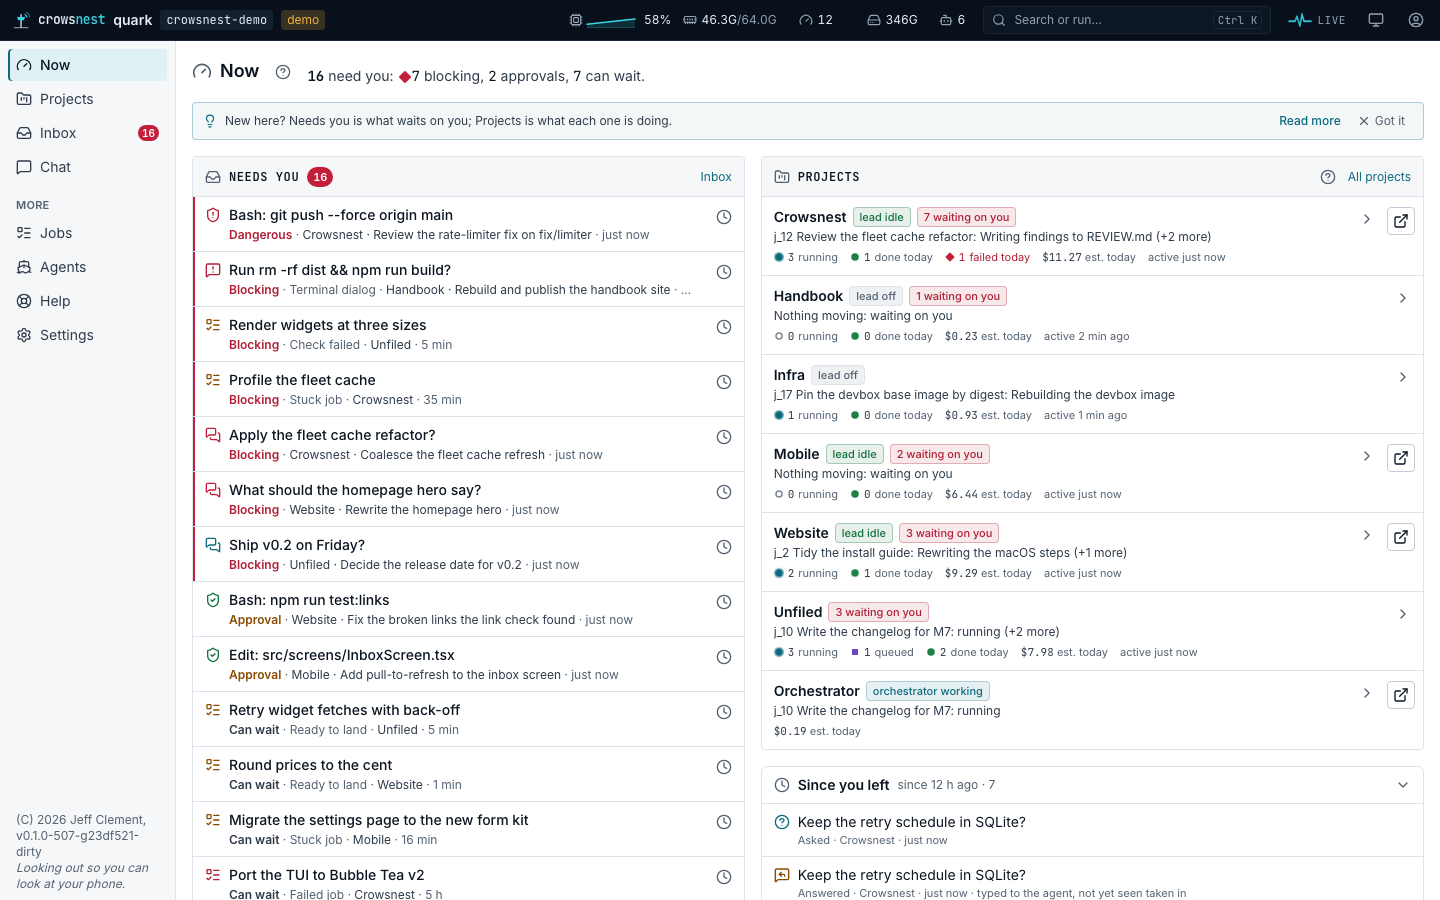 crowsnest quark crowsnest-demo demo 58% 46.3G/64.0G 12 346G 6 Search or run... Ctrl K LIVE
Now
Projects
Inbox 16
Chat
MORE
Jobs
Agents
Help
Settings
(C) 2026 Jeff Clement,
v0.1.0-507-g23df521-
dirty
Looking out so you can
look at your phone.
Now 16 need you: 7 blocking, 2 approvals, 7 can wait.
New here? Needs you is what waits on you; Projects is what each one is doing. Read more Got it
NEEDS YOU 16 Inbox
Bash: git push --force origin main
Dangerous · Crowsnest · Review the rate-limiter fix on fix/limiter · just now
Run rm -rf dist && npm run build?
Blocking · Terminal dialog · Handbook · Rebuild and publish the handbook site · ...
Render widgets at three sizes
Blocking · Check failed · Unfiled · 5 min
Profile the fleet cache
Blocking · Stuck job · Crowsnest · 35 min
Apply the fleet cache refactor?
Blocking · Crowsnest · Coalesce the fleet cache refresh · just now
What should the homepage hero say?
Blocking · Website · Rewrite the homepage hero · just now
Ship v0.2 on Friday?
Blocking · Unfiled · Decide the release date for v0.2 · just now
Bash: npm run test:links
Approval · Website · Fix the broken links the link check found · just now
Edit: src/screens/InboxScreen.tsx
Approval · Mobile · Add pull-to-refresh to the inbox screen · just now
Retry widget fetches with back-off
Can wait · Ready to land · Unfiled · 5 min
Round prices to the cent
Can wait · Ready to land · Website · 1 min
Migrate the settings page to the new form kit
Can wait · Stuck job · Mobile · 16 min
Port the TUI to Bubble Tea v2
Can wait · Failed job · Crowsnest · 5 h
PROJECTS All projects
Crowsnest lead idle 7 waiting on you
j_12 Review the fleet cache refactor: Writing findings to REVIEW.md (+2 more)
3 running 1 done today 1 failed today $11.27 est. today active just now
Handbook lead off 1 waiting on you
Nothing moving: waiting on you
0 running 0 done today $0.23 est. today active 2 min ago
Infra lead off
j_17 Pin the devbox base image by digest: Rebuilding the devbox image
1 running 0 done today $0.93 est. today active 1 min ago
Mobile lead idle 2 waiting on you
Nothing moving: waiting on you
0 running 0 done today $6.44 est. today active just now
Website lead idle 3 waiting on you
j_2 Tidy the install guide: Rewriting the macOS steps (+1 more)
2 running 1 done today $9.29 est. today active just now
Unfiled 3 waiting on you
j_10 Write the changelog for M7: running (+2 more)
3 running 1 queued 2 done today $7.98 est. today active just now
Orchestrator orchestrator working
j_10 Write the changelog for M7: running
$0.19 est. today
Since you left since 12 h ago · 7
Keep the retry schedule in SQLite?
Asked · Crowsnest · just now
Keep the retry schedule in SQLite?
Answered · Crowsnest · just now · typed to the agent, not yet seen taken in